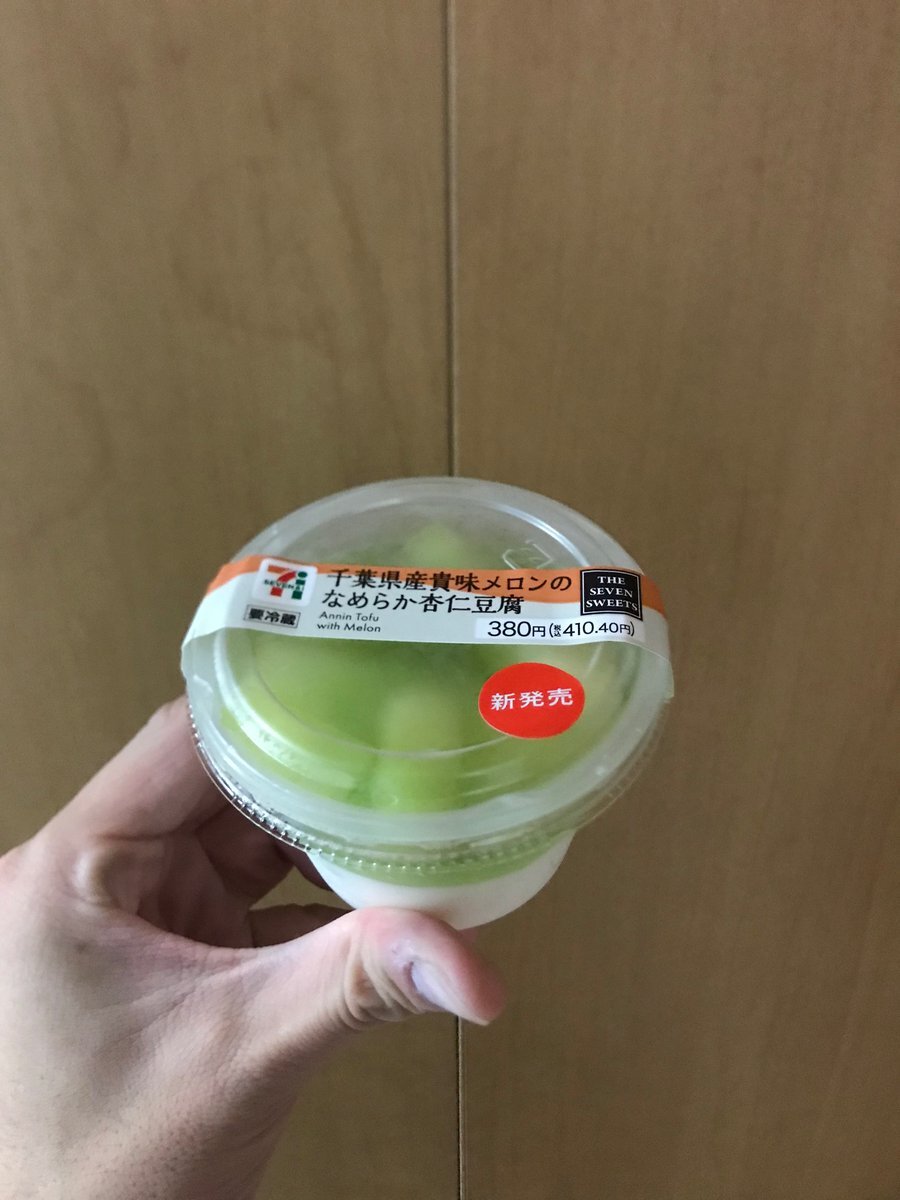 7
SEVEN
千葉県産貴味メロンの
なめらか杏仁豆腐
要冷蔵
Annin Tofu
with Melon
THE
SEVEN
SWEETS
380円(税込410.40円)
新発売